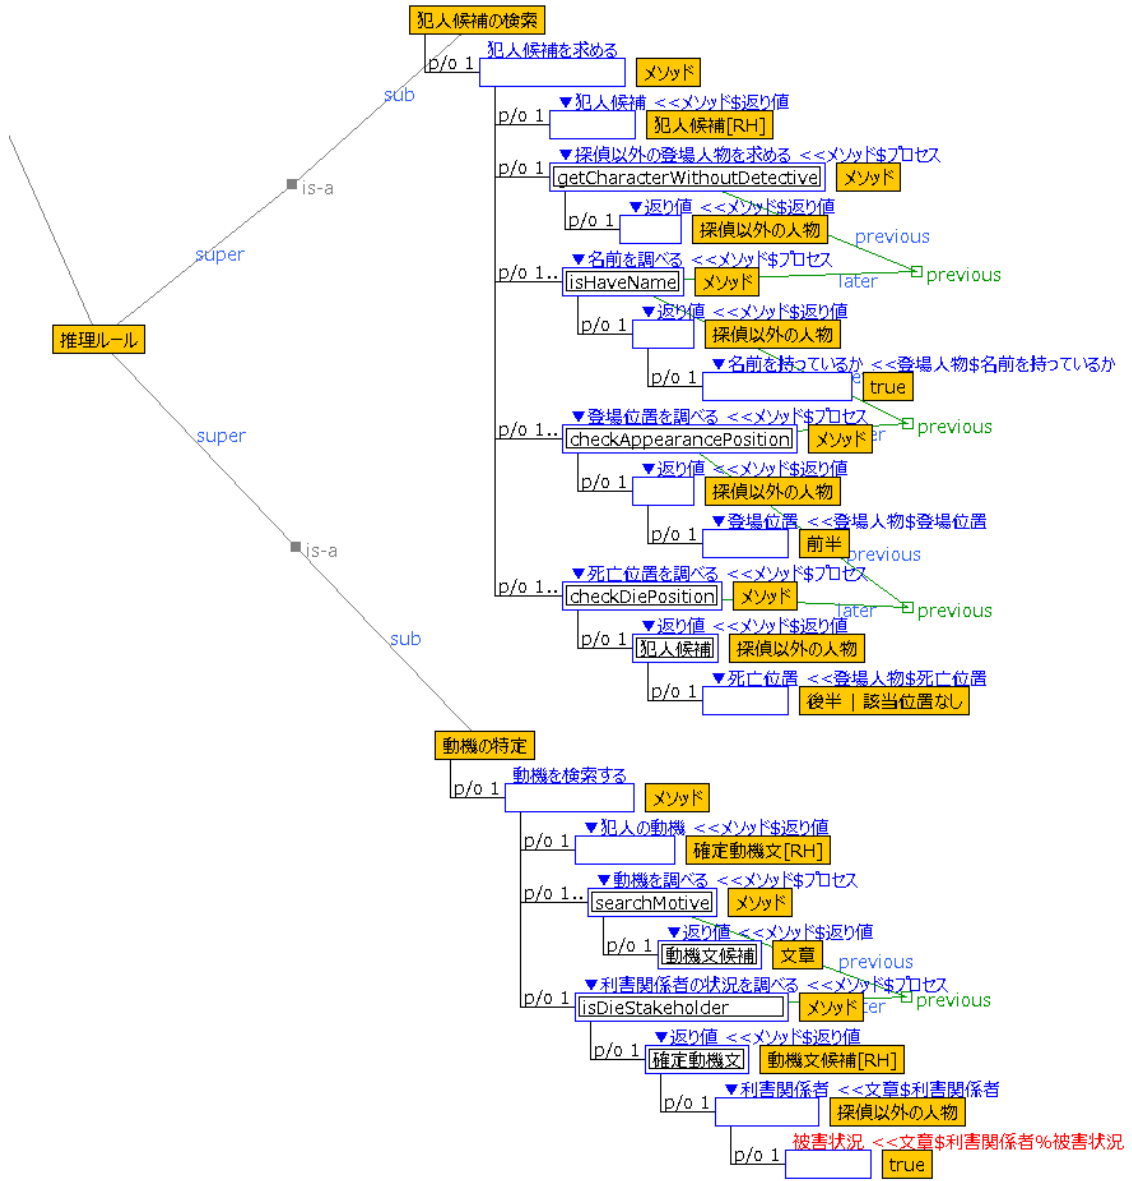 犯人候補の検索
犯人候補を求める
p/o 1 メソッド
sub
▼犯人候補 <<メソッド$返り値
p/o 1 犯人候補[RH]
▼探偵以外の登場人物を求める <<メソッド$プロセス
p/o 1 getCharacterWithoutDetective メソッド
is-a
▼返り値 <<メソッド$返り値
p/o 1 探偵以外の人物
previous
super
▼名前を調べる <<メソッド$プロセス
p/o 1.. isHaveName メソッド
later
previous
▼返り値 <<メソッド$返り値
p/o 1 探偵以外の人物
推理ルール
▼名前を持っているか <<登場人物$名前を持っているか
p/o 1 true
▼登場位置を調べる <<メソッド$プロセス
p/o 1.. checkAppearancePosition メソッド
previous
super
▼返り値 <<メソッド$返り値
p/o 1 探偵以外の人物
▼登場位置 <<登場人物$登場位置
p/o 1 前半
previous
is-a
▼死亡位置を調べる <<メソッド$プロセス
p/o 1.. checkDiePosition メソッド
later
previous
▼返り値 <<メソッド$返り値
p/o 1 犯人候補 探偵以外の人物
sub
▼死亡位置 <<登場人物$死亡位置
p/o 1 後半 | 該当位置なし
動機の特定
動機を検索する
p/o 1 メソッド
▼犯人の動機 <<メソッド$返り値
p/o 1 確定動機文[RH]
▼動機を調べる <<メソッド$プロセス
p/o 1.. searchMotive メソッド
▼返り値 <<メソッド$返り値
p/o 1 動機文候補 文章
previous
▼利害関係者の状況を調べる <<メソッド$プロセス
p/o 1 isDieStakeholder メソッド
previous
▼返り値 <<メソッド$返り値
p/o 1 確定動機文 動機文候補[RH]
▼利害関係者 <<文章$利害関係者
p/o 1 探偵以外の人物
被害状況 <<文章$利害関係者%被害状況
p/o 1 true